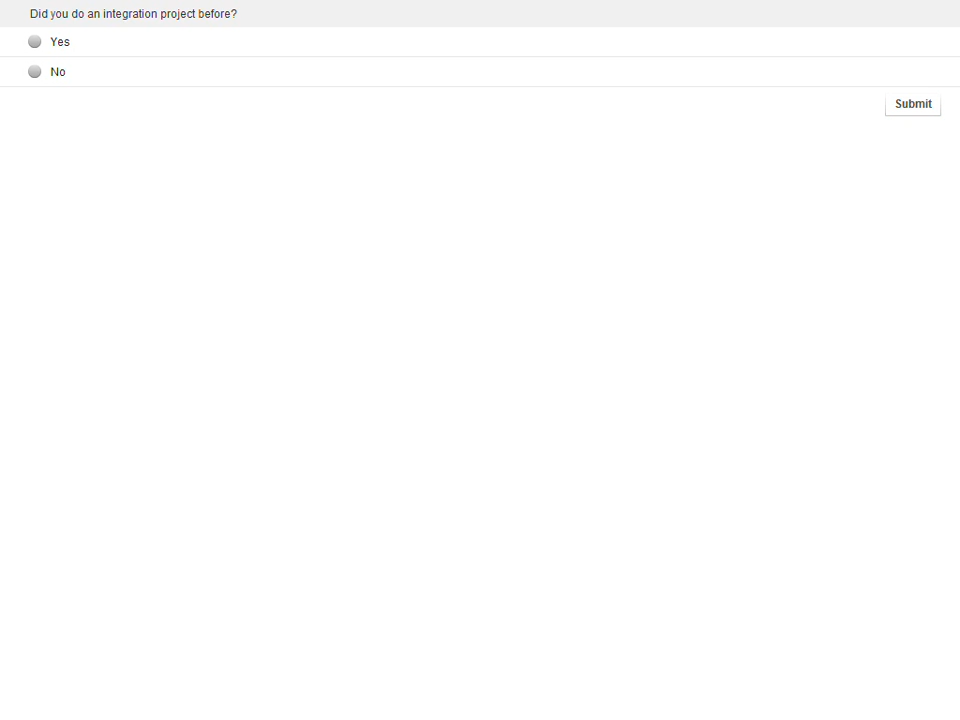 Did you do an integration project before?
Yes
No
Submit